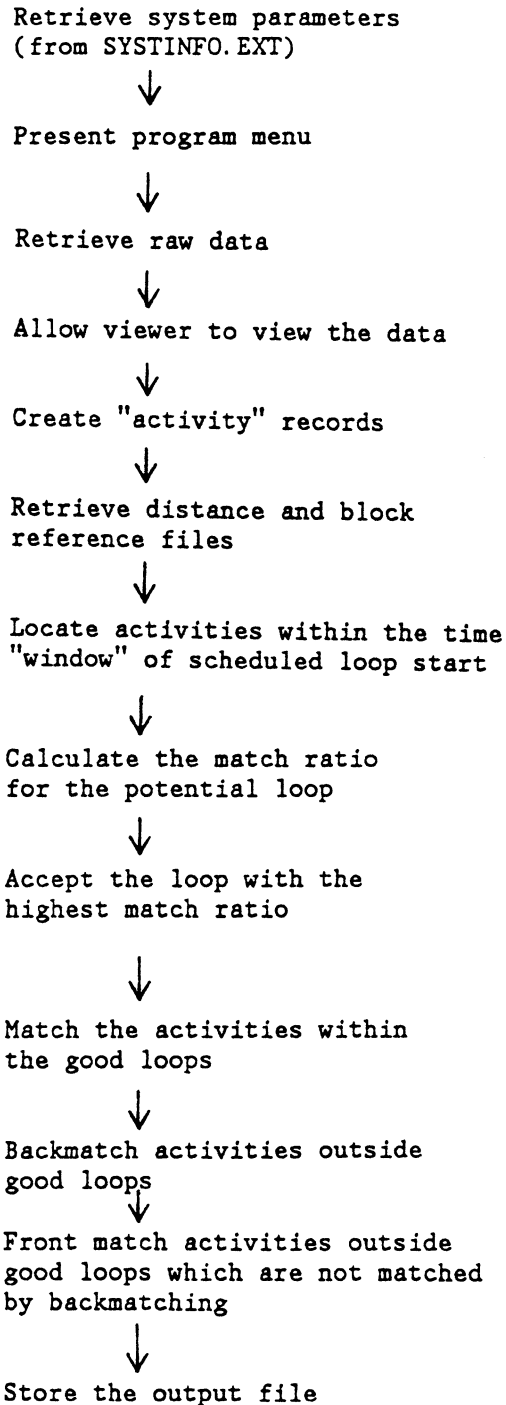 Retrieve system parameters
(from SYSTINFO.EXT)
Present program menu
Retrieve raw data
Allow viewer to view the data
Create "activity" records
Retrieve distance and block
reference files
Locate activities within the time
"window" of scheduled loop start
Calculate the match ratio
for the potential loop
Accept the loop with the
highest match ratio
Match the activities within
the good loops
Backmatch activities outside
good loops
Front match activities outside
good loops which are not matched
by backmatching
Store the output file